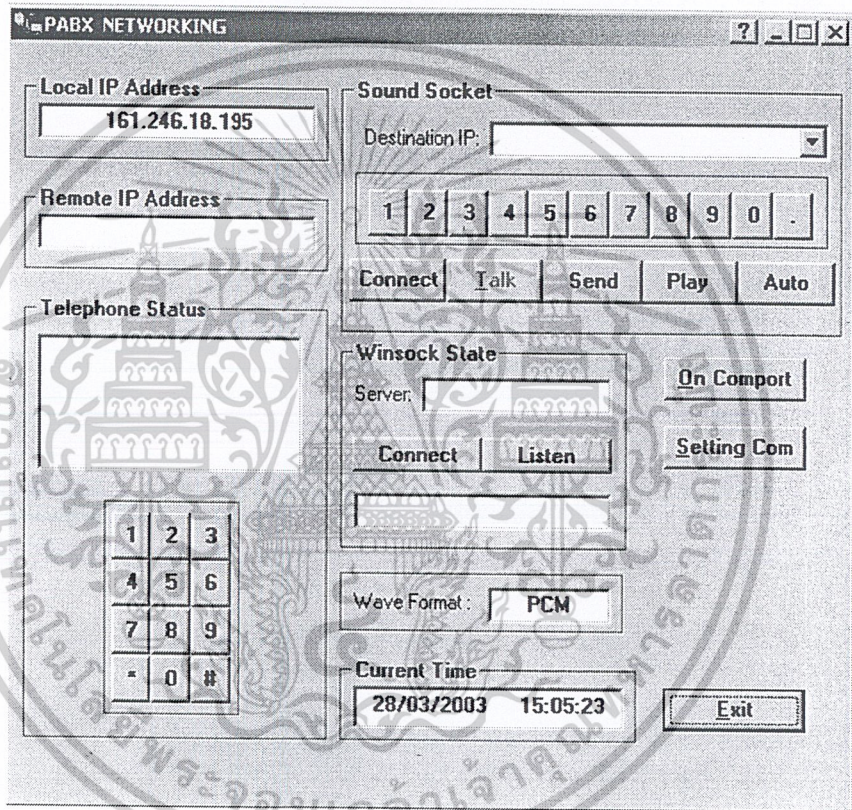 PABX NETWORKING
Local IP Address
161.246.18.195
Remote IP Address
Telephone Status
1 2 3
4 5 6
7 8 9
* 0 #
Sound Socket
Destination IP:
1 2 3 4 5 6 7 8 9 0 .
Connect Talk Send Play Auto
Winsock State
Server:
Connect Listen
On Comport
Setting Com
Wave Format : PCM
Current Time
28/03/2003 15:05:23
Exit